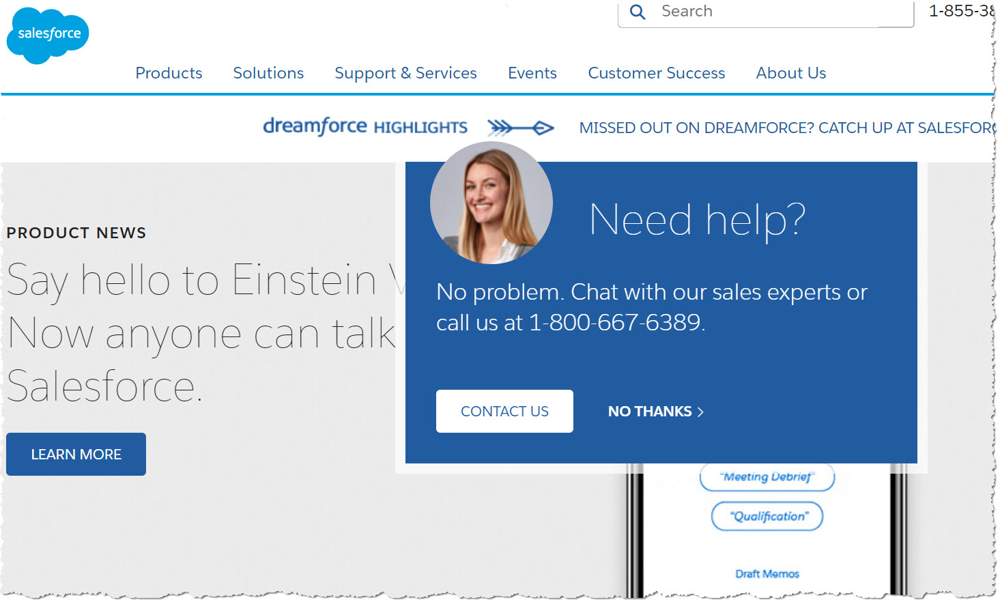 salesforce
Search
1-855-38
Products Solutions Support & Services Events Customer Success About Us
dreamforce HIGHLIGHTS MISSED OUT ON DREAMFORCE? CATCH UP AT SALESFOR
PRODUCT NEWS
Say hello to Einstein
Now anyone can talk
Salesforce.
LEARN MORE
Need help?
No problem. Chat with our sales experts or
call us at 1-800-667-6389.
CONTACT US NO THANKS >
"Meeting Debrief"
"Qualification"
Draft Memos